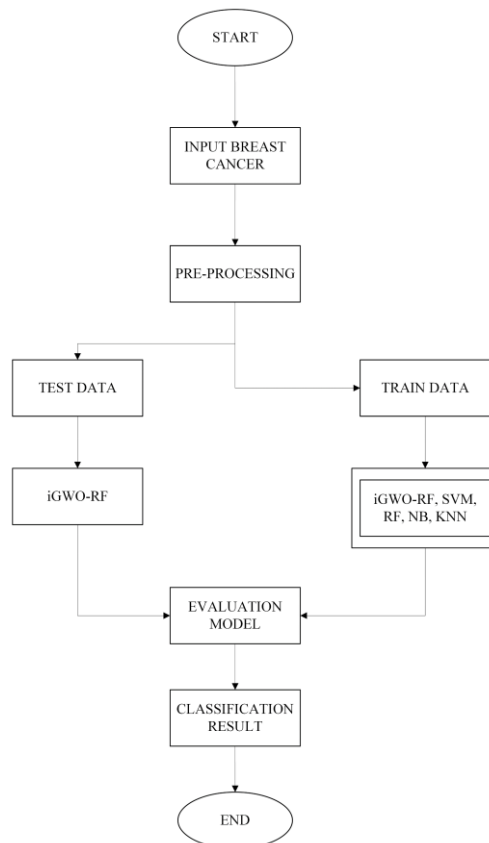 START
INPUT BREAST
CANCER
PRE-PROCESSING
TEST DATA
TRAIN DATA
iGWO-RF
iGWO-RF, SVM,
RF, NB, KNN
EVALUATION
MODEL
CLASSIFICATION
RESULT
END